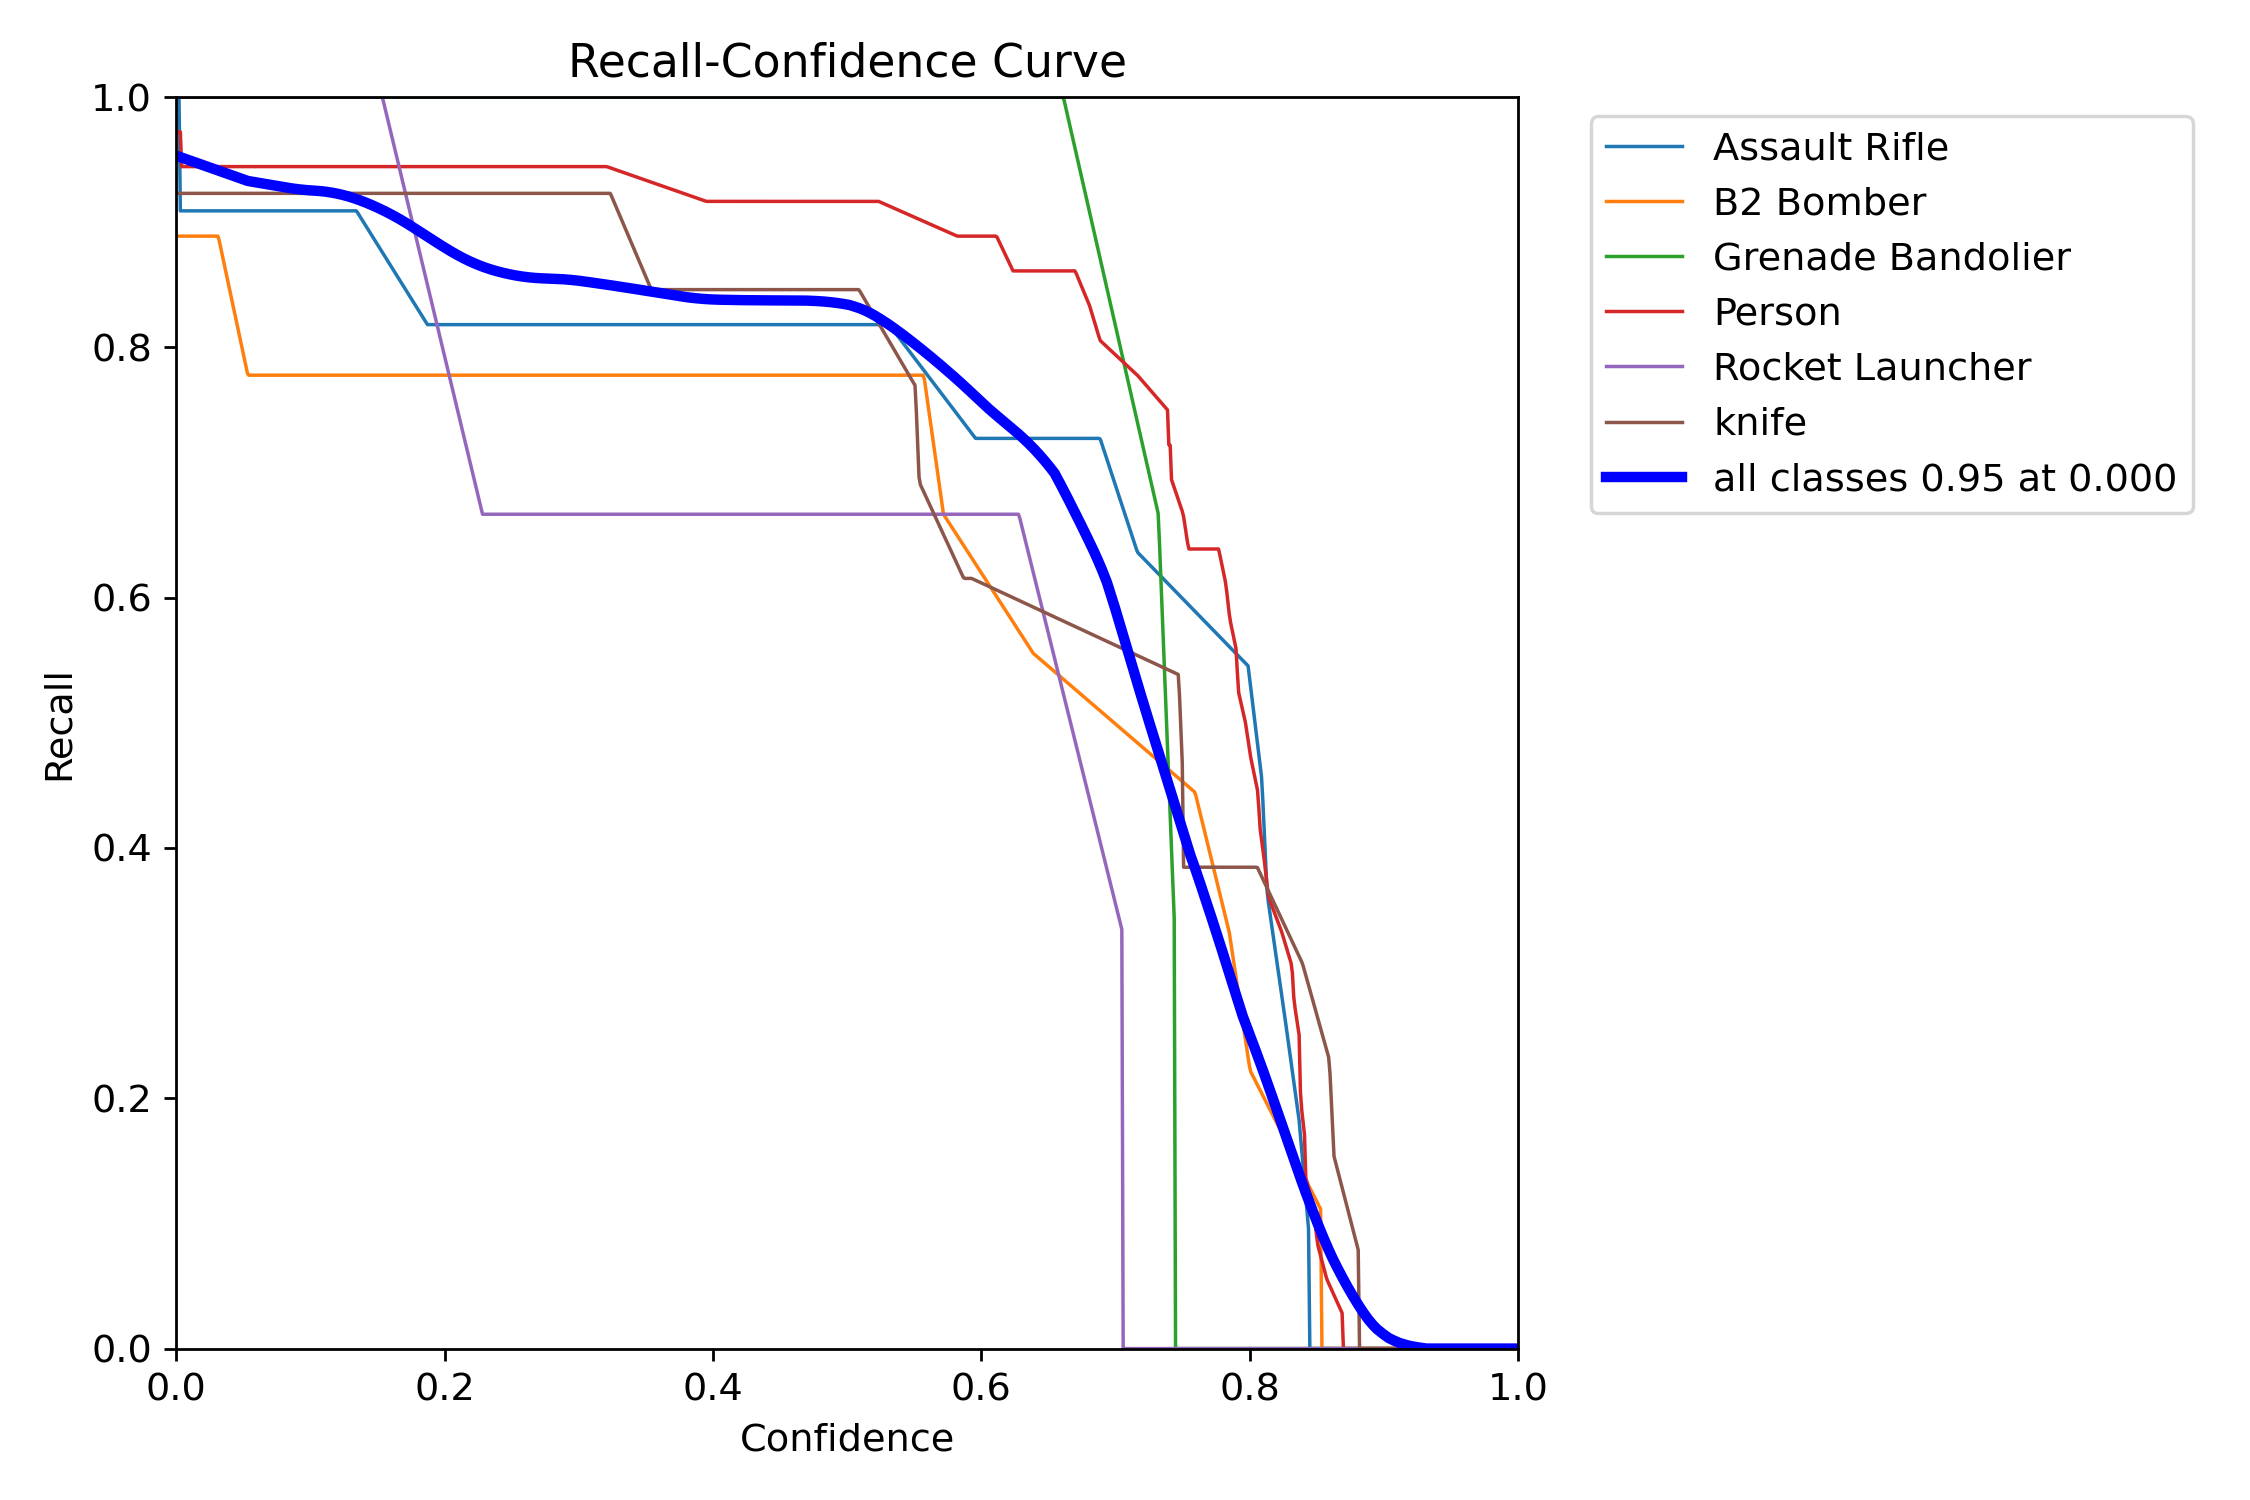 Recall-Confidence Curve
1.0
0.8
0.6
0.4
0.2
0.0
Recall
0.0 0.2 0.4 0.6 0.8 1.0
Confidence
Assault Rifle
B2 Bomber
Grenade Bandolier
Person
Rocket Launcher
knife
all classes 0.95 at 0.000